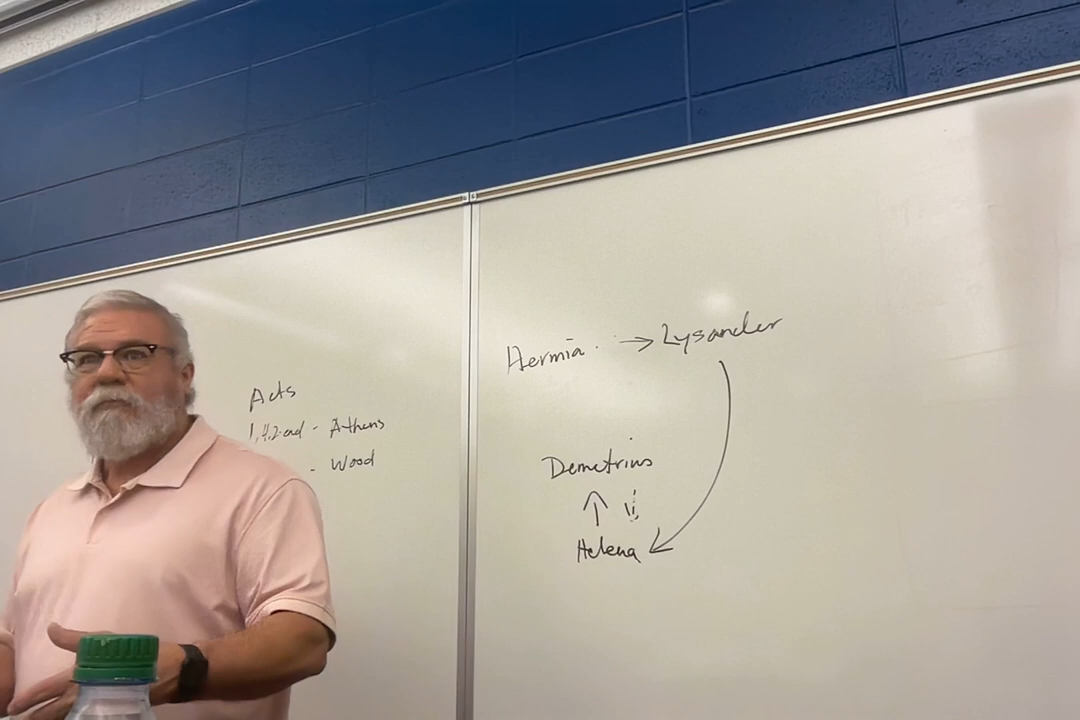 Acts
1, 4.2-end - Athens
- Wood
Hermia → Lysander
Demetrius
Helena